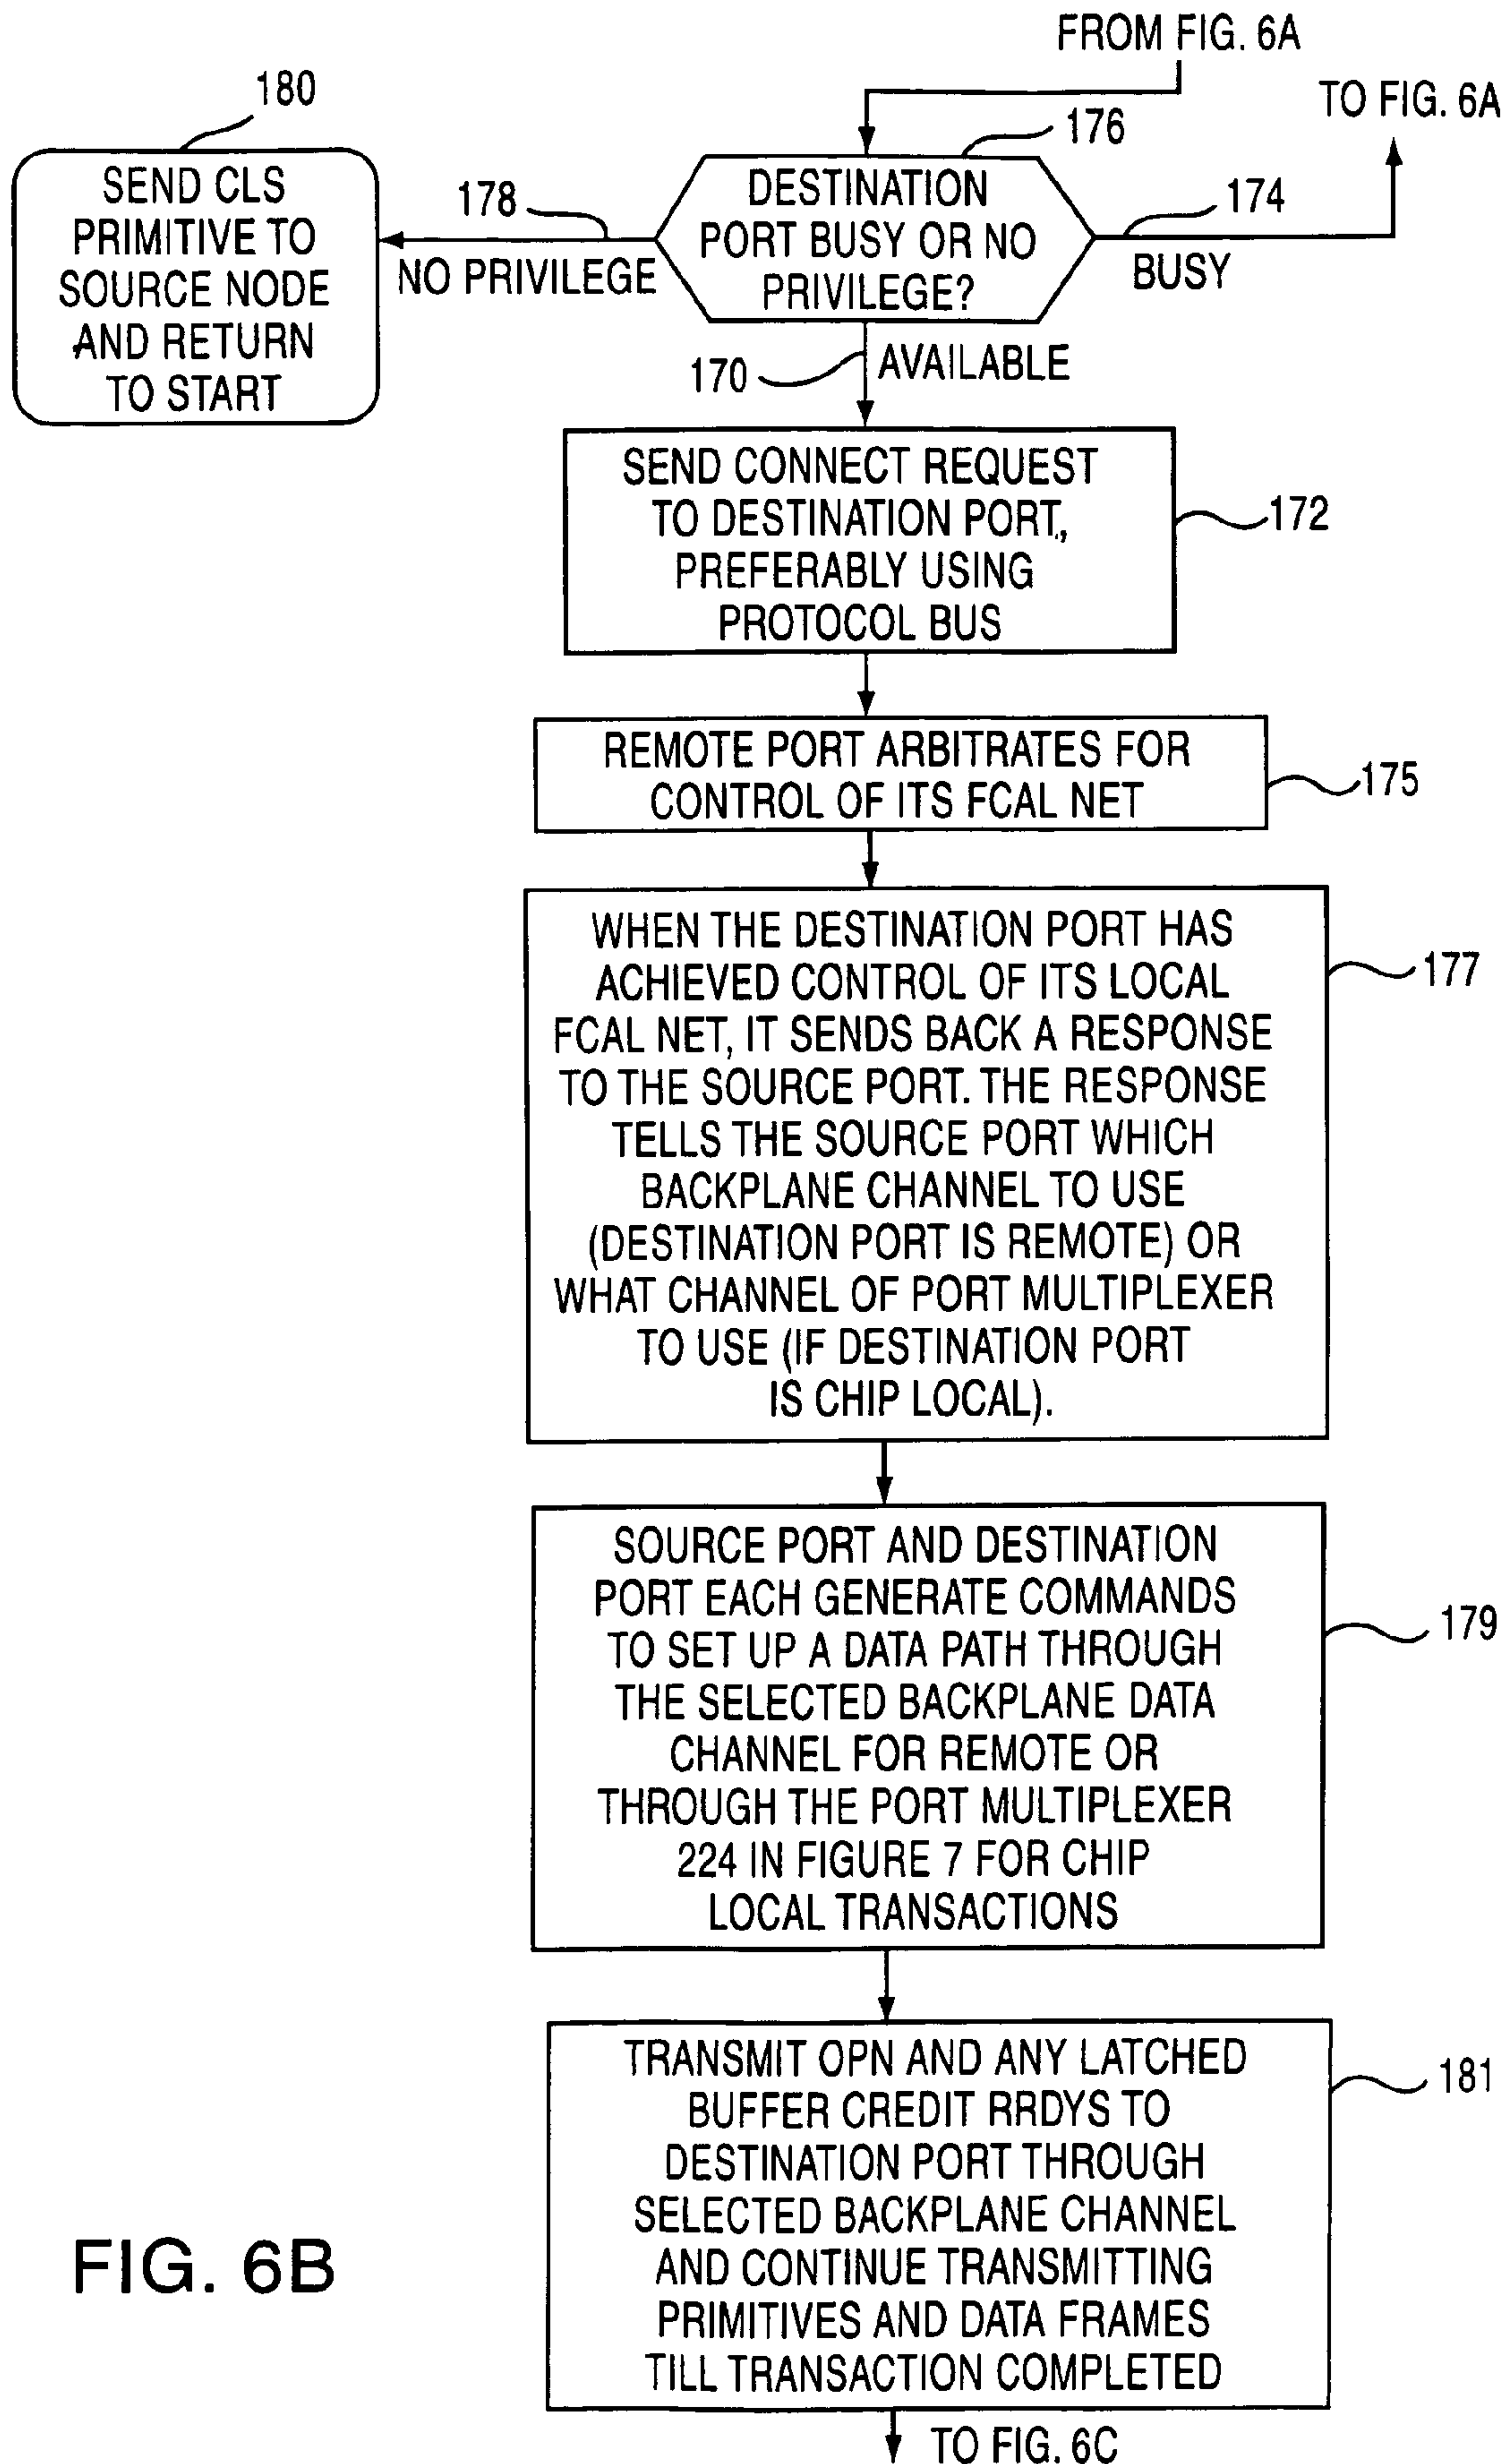 FROM FIG. 6A
TO FIG. 6A
180
176
SEND CLS
PRIMITIVE TO
SOURCE NODE
AND RETURN
TO START
178
NO PRIVILEGE
DESTINATION
PORT BUSY OR NO
PRIVILEGE?
174
BUSY
170
AVAILABLE
SEND CONNECT REQUEST
TO DESTINATION PORT,
PREFERABLY USING
PROTOCOL BUS
172
REMOTE PORT ARBITRATES FOR
CONTROL OF ITS FCAL NET
175
WHEN THE DESTINATION PORT HAS
ACHIEVED CONTROL OF ITS LOCAL
FCAL NET, IT SENDS BACK A RESPONSE
TO THE SOURCE PORT. THE RESPONSE
TELLS THE SOURCE PORT WHICH
BACKPLANE CHANNEL TO USE
(DESTINATION PORT IS REMOTE) OR
WHAT CHANNEL OF PORT MULTIPLEXER
TO USE (IF DESTINATION PORT
IS CHIP LOCAL).
177
SOURCE PORT AND DESTINATION
PORT EACH GENERATE COMMANDS
TO SET UP A DATA PATH THROUGH
THE SELECTED BACKPLANE DATA
CHANNEL FOR REMOTE OR
THROUGH THE PORT MULTIPLEXER
224 IN FIGURE 7 FOR CHIP
LOCAL TRANSACTIONS
179
TRANSMIT OPN AND ANY LATCHED
BUFFER CREDIT RRDYS TO
DESTINATION PORT THROUGH
SELECTED BACKPLANE CHANNEL
AND CONTINUE TRANSMITTING
PRIMITIVES AND DATA FRAMES
TILL TRANSACTION COMPLETED
181
FIG. 6B
TO FIG. 6C